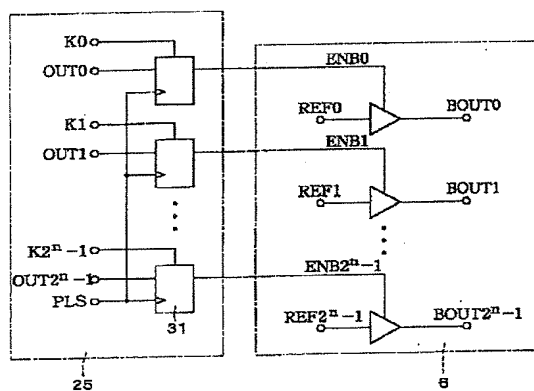 K0
OUT0
K1
OUT1
K2ⁿ-1
OUT2ⁿ-1
PLS
31
25
ENB0
REF0
BOUT0
ENB1
REF1
BOUT1
ENB2ⁿ-1
REF2ⁿ-1
BOUT2ⁿ-1
6